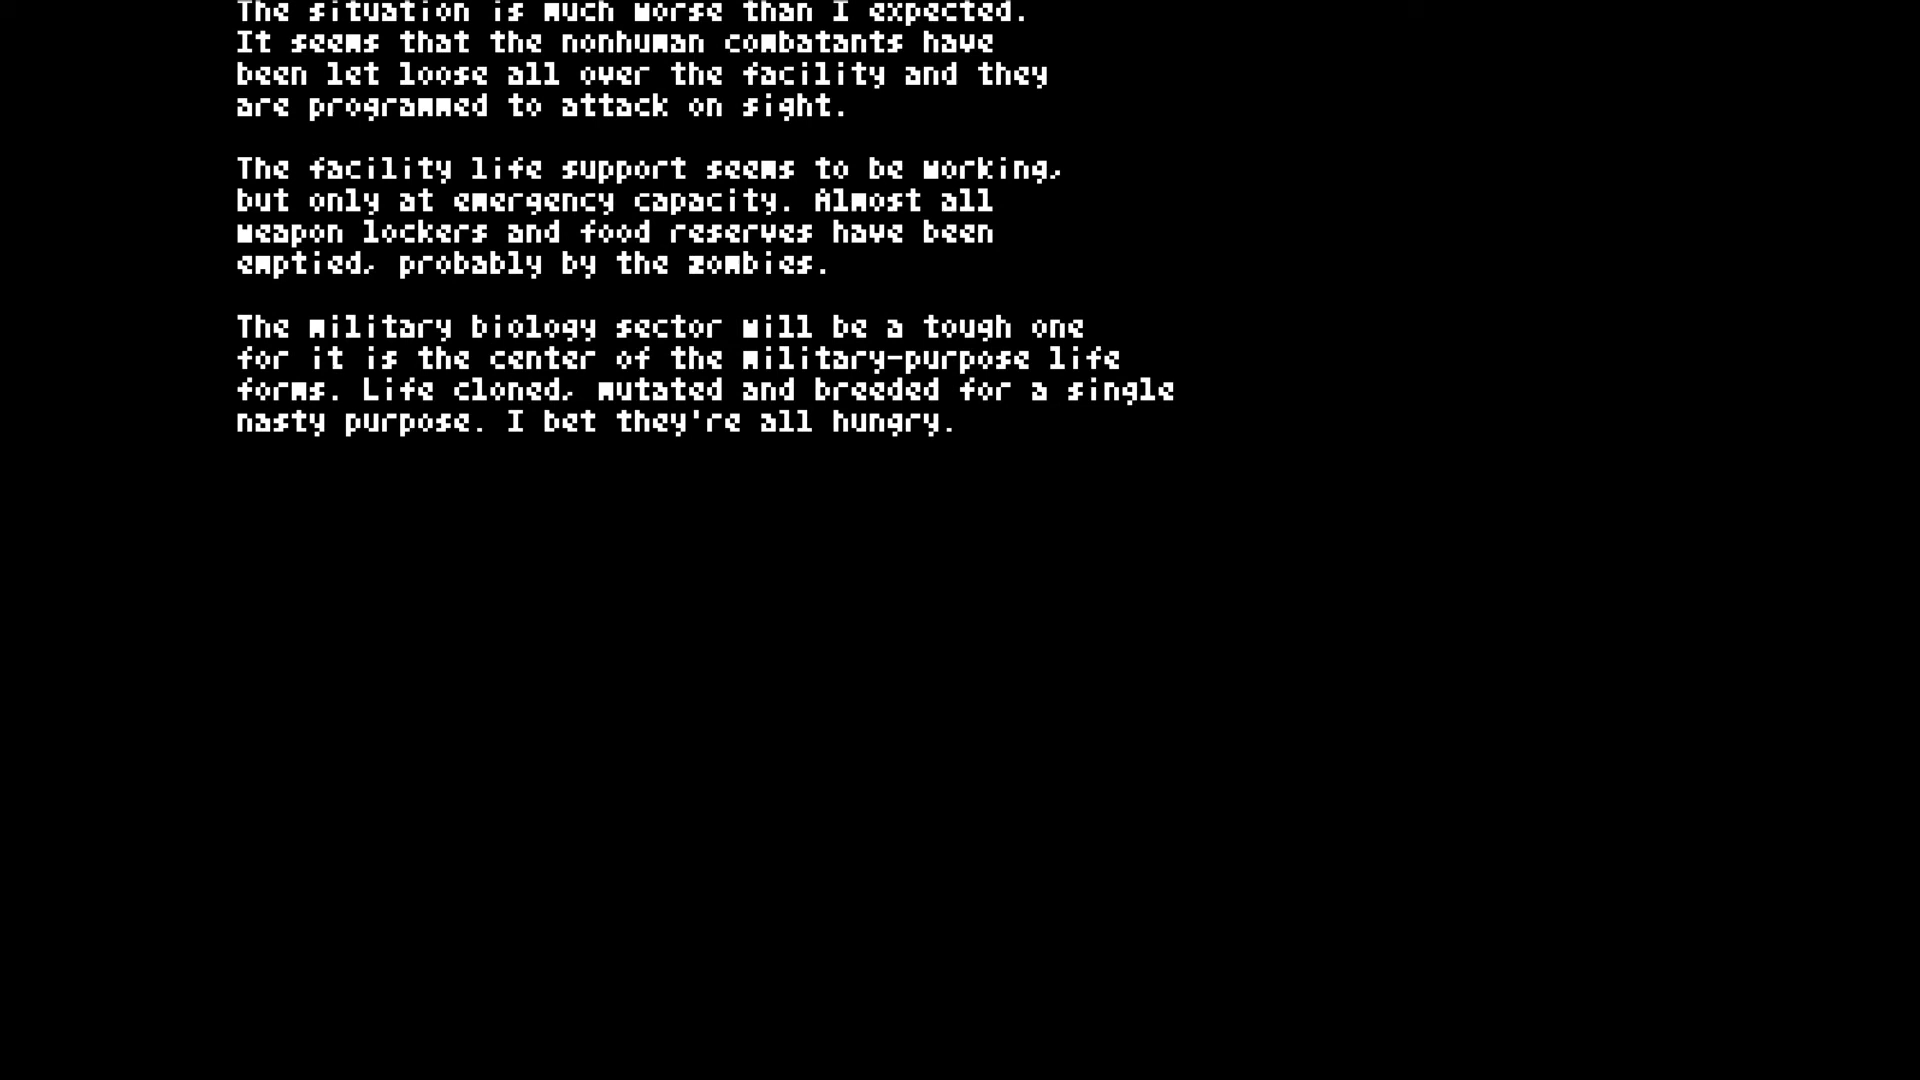 The situation is much worse than I expected.
It seems that the nonhuman combatants have
been let loose all over the facility and they
are programmed to attack on sight.
The facility life support seems to be working,
but only at emergency capacity. Almost all
weapon lockers and food reserves have been
emptied, probably by the zombies.
The military biology sector will be a tough one
for it is the center of the military-purpose life
forms. Life cloned, mutated and breeded for a single
nasty purpose. I bet they're all hungry.